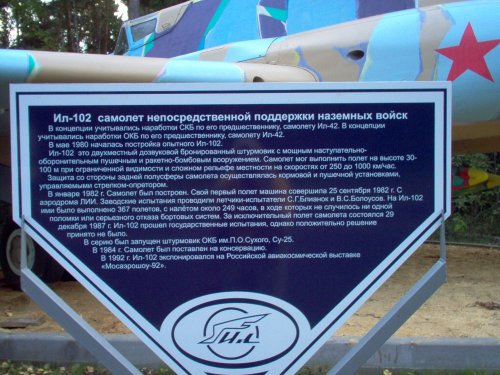 Ил-102 самолет непосредственной поддержки наземных войск
В концепции учитывались наработки СКБ по его предшественнику, самолету Ил-42. В концепции
учитывались наработки ОКБ по его предшественнику, самолету Ил-42.
В мае 1980 началась постройка опытного Ил-102.
Ил-102 это двухместный дозвуковой бронированный штурмовик с мощным наступательно-
оборонительным пушечным и ракетно-бомбовым вооружением. Самолет мог выполнить полет на высоте 30-
100 м при ограниченной видимости и сложном рельефе местности на скоростях от 250 до 1000 км/час.
Защита со стороны задней полусферы самолета осуществлялась кормовой и пушечной установками,
управляемыми стрелком-оператором.
В январе 1982 г. Самолет был построен. Свой первый полет машина совершила 25 сентября 1982 г. С
аэродрома ЛИИ. Заводские испытания проводили летчики-испытатели С.Г.Близнок и В.С.Болоусов. На Ил-102
ими было выполнено 367 полетов, с налётом около 249 часов, в ходе которых не случилось ни одной
поломки или серьезного отказа бортовых систем. За исключительный полет самолета состоялся 29
декабря 1987 г. Ил-102 прошел государственные испытания, однако положительно решение
принято не было.
В серию был запущен штурмовик ОКБ им.П.О.Сухого, Су-25.
В 1984 г. Самолет был поставлен на консервацию.
В 1992 г. Ил-102 экспонировался на Российской авиакосмической выставке
«Мосаэрошоу-92».
Ил